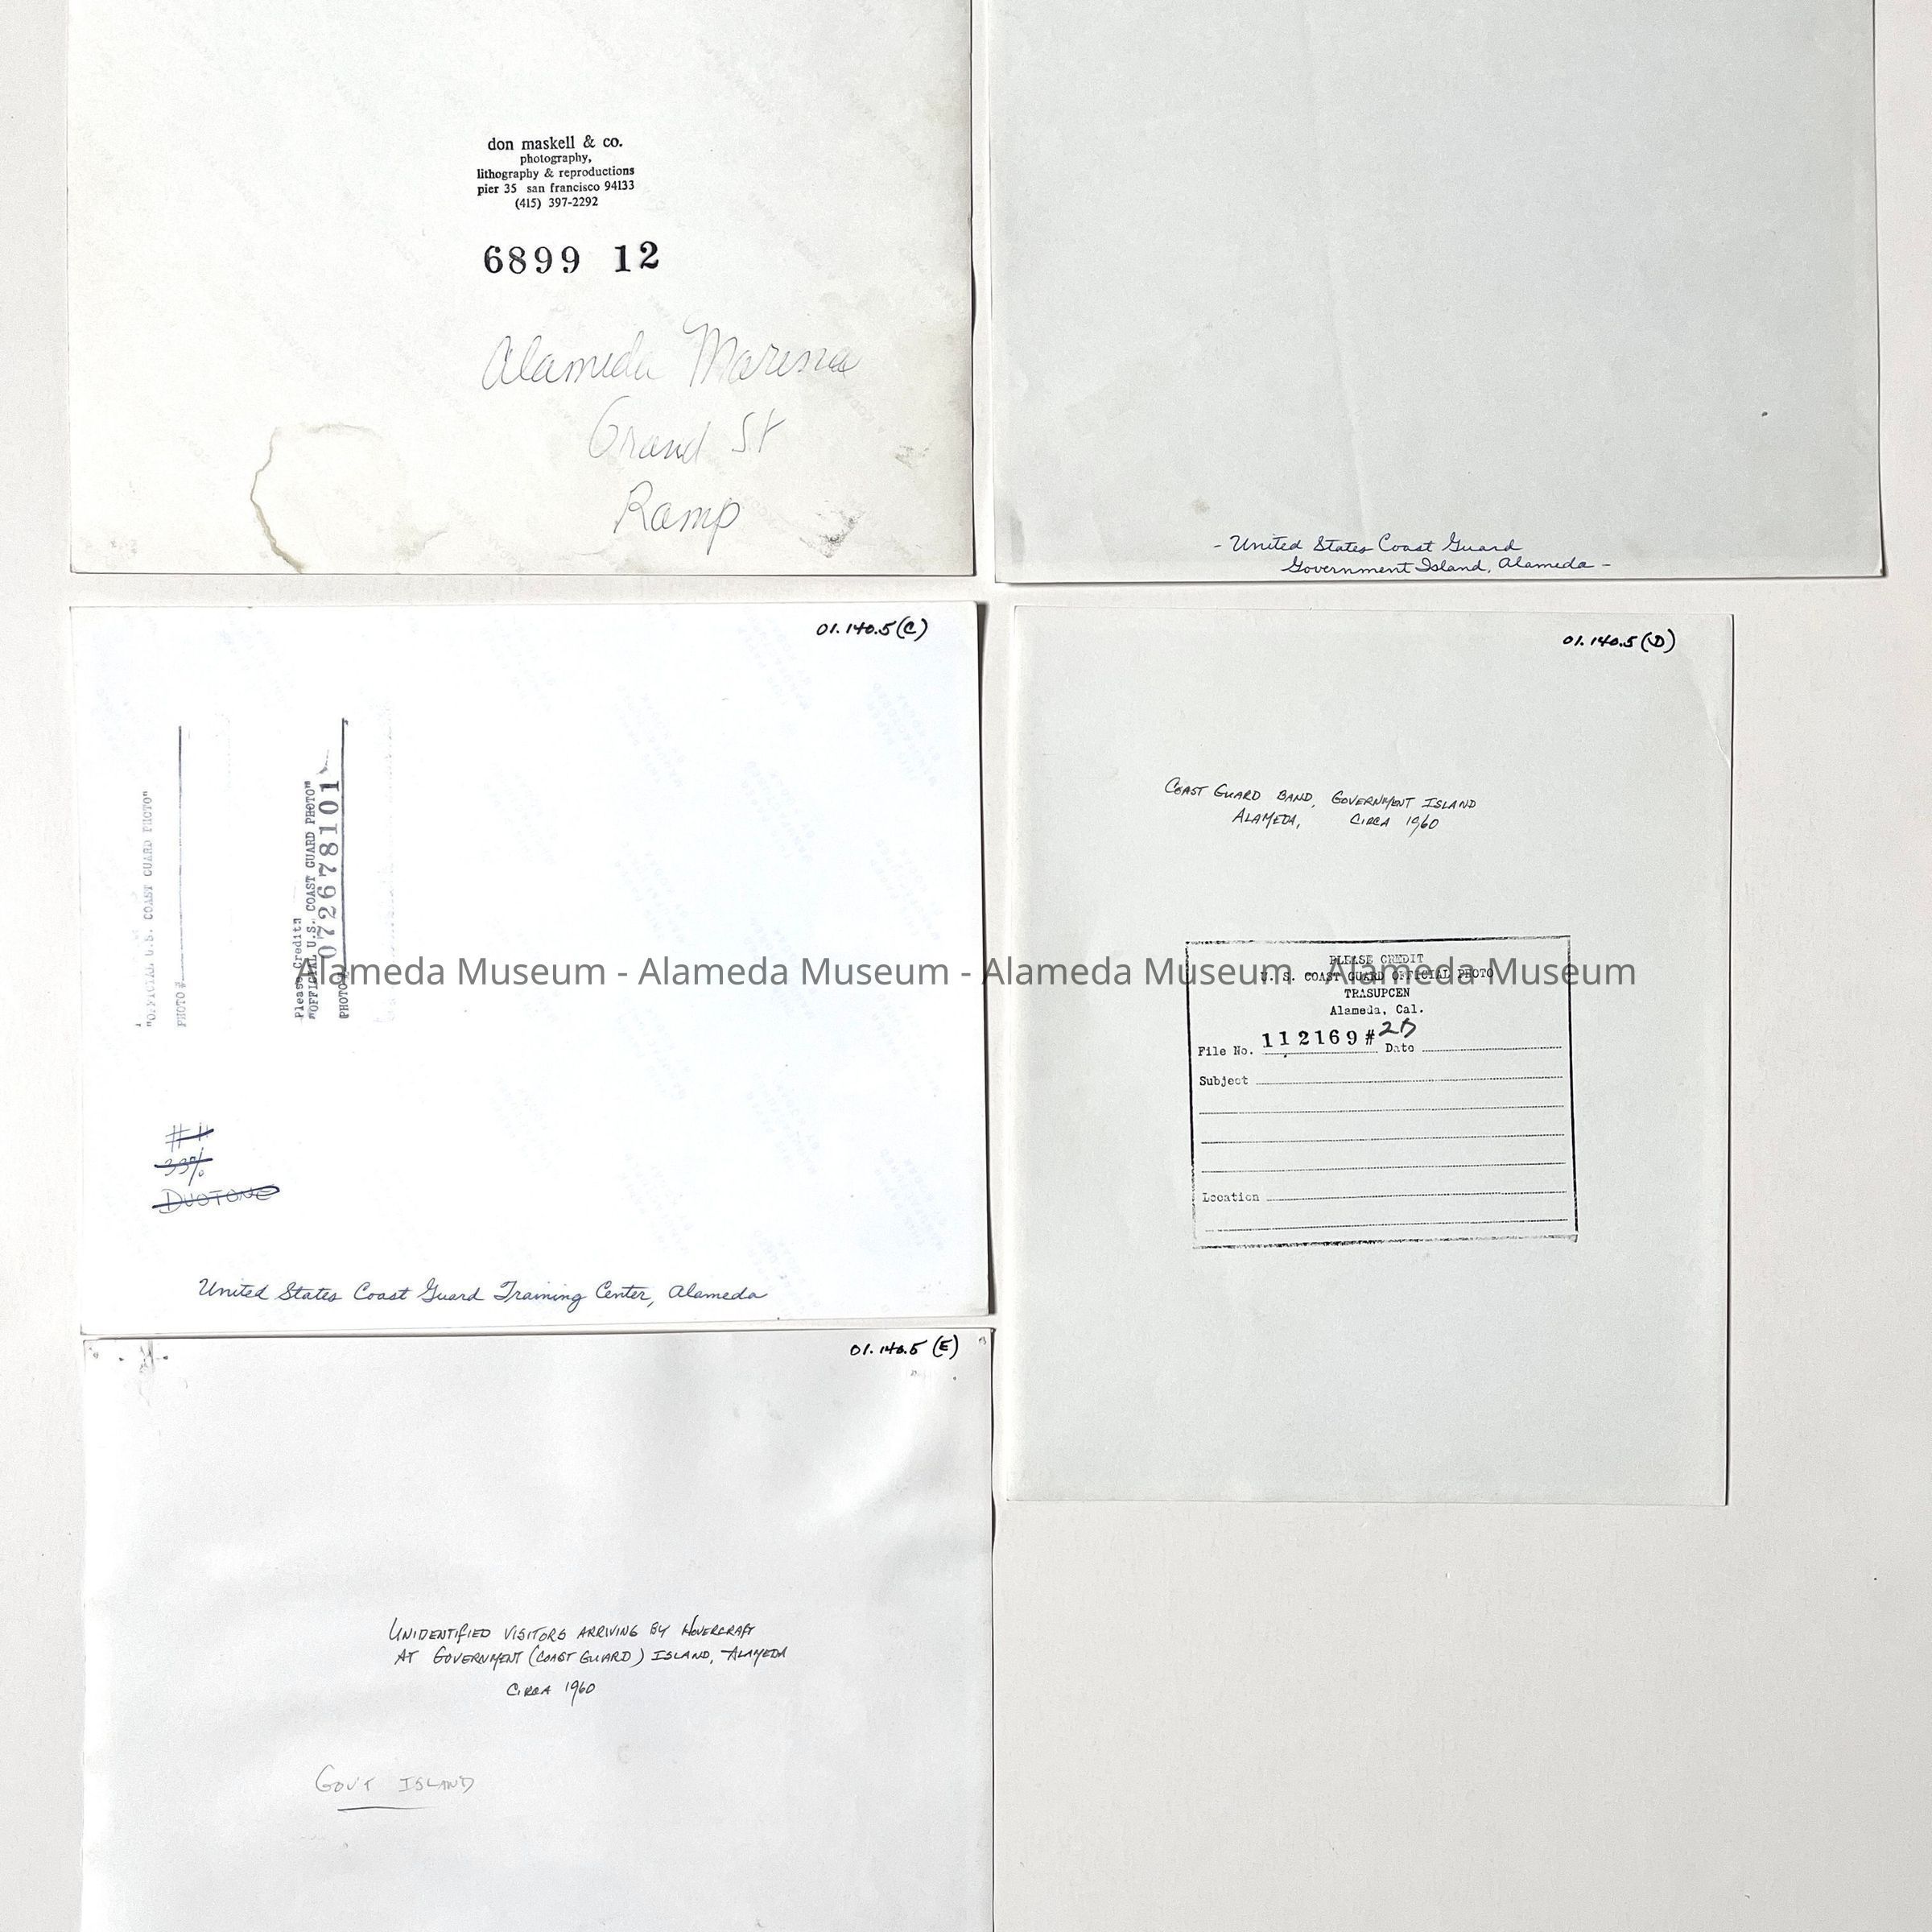 don maskell & co.
photography,
lithography & reproductions
pier 35 san francisco 94133
(415) 397-2292
6899 12
Alameda Marina
Grand St
Ramp
- United States Coast Guard
Government Island, Alameda -
01.140.5(C)
"OFFICIAL U.S. COAST GUARD PHOTO"
PHOTO #
Please Credit:
"OFFICIAL U.S. COAST GUARD PHOTO"
PHOTO # 072678101
#1
33%
DUOTONE
United States Coast Guard Training Center, Alameda
01.140.5(D)
COAST GUARD BAND, GOVERNMENT ISLAND
ALAMEDA, CIRCA 1960
PLEASE CREDIT
U. S. COAST GUARD OFFICIAL PHOTO
TRASUPCEN
Alameda, Cal.
File No. 112169#2D Date
Subject
Location
Alameda Museum - Alameda Museum - Alameda Museum - Alameda Museum
01.140.5 (E)
UNIDENTIFIED VISITORS ARRIVING BY HOVERCRAFT
AT GOVERNMENT (COAST GUARD) ISLAND, ALAMEDA
CIRCA 1960
GOV'T ISLAND